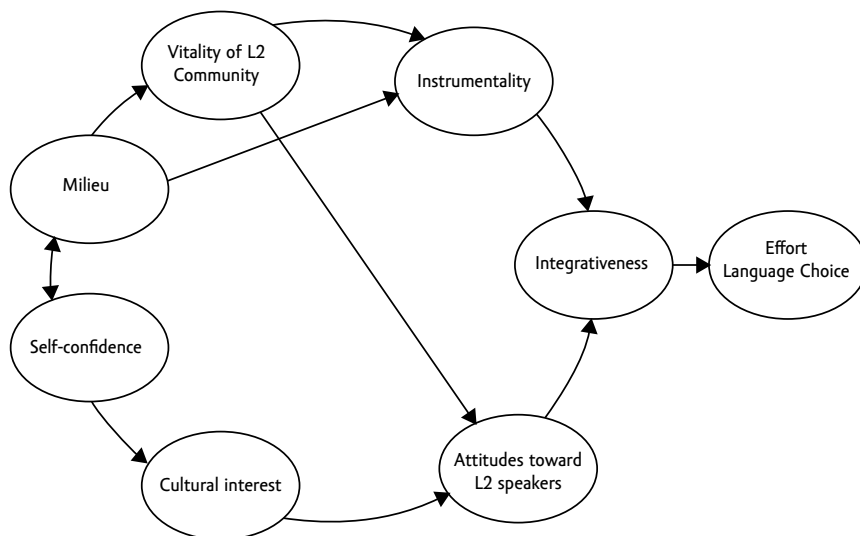 Vitality of L2
Community
Instrumentality
Milieu
Integrativeness
Effort
Language Choice
Self-confidence
Cultural interest
Attitudes toward
L2 speakers